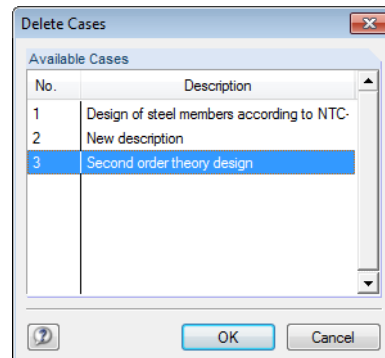 Delete Cases
Available Cases
No. Description
1 Design of steel members according to NTC-
2 New description
3 Second order theory design
OK Cancel